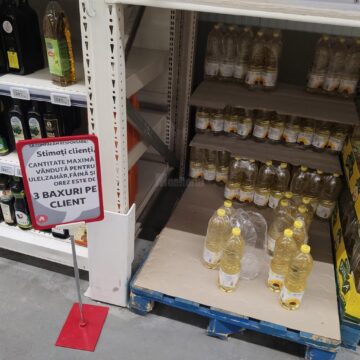 Stimați clienți,
CANTITATE MAXIMĂ
VÂNDUTĂ PENTRU
ULEI,ZAHĂR,FĂINĂ ȘI
OREZ ESTE DE
3 BAXURI PE
CLIENT